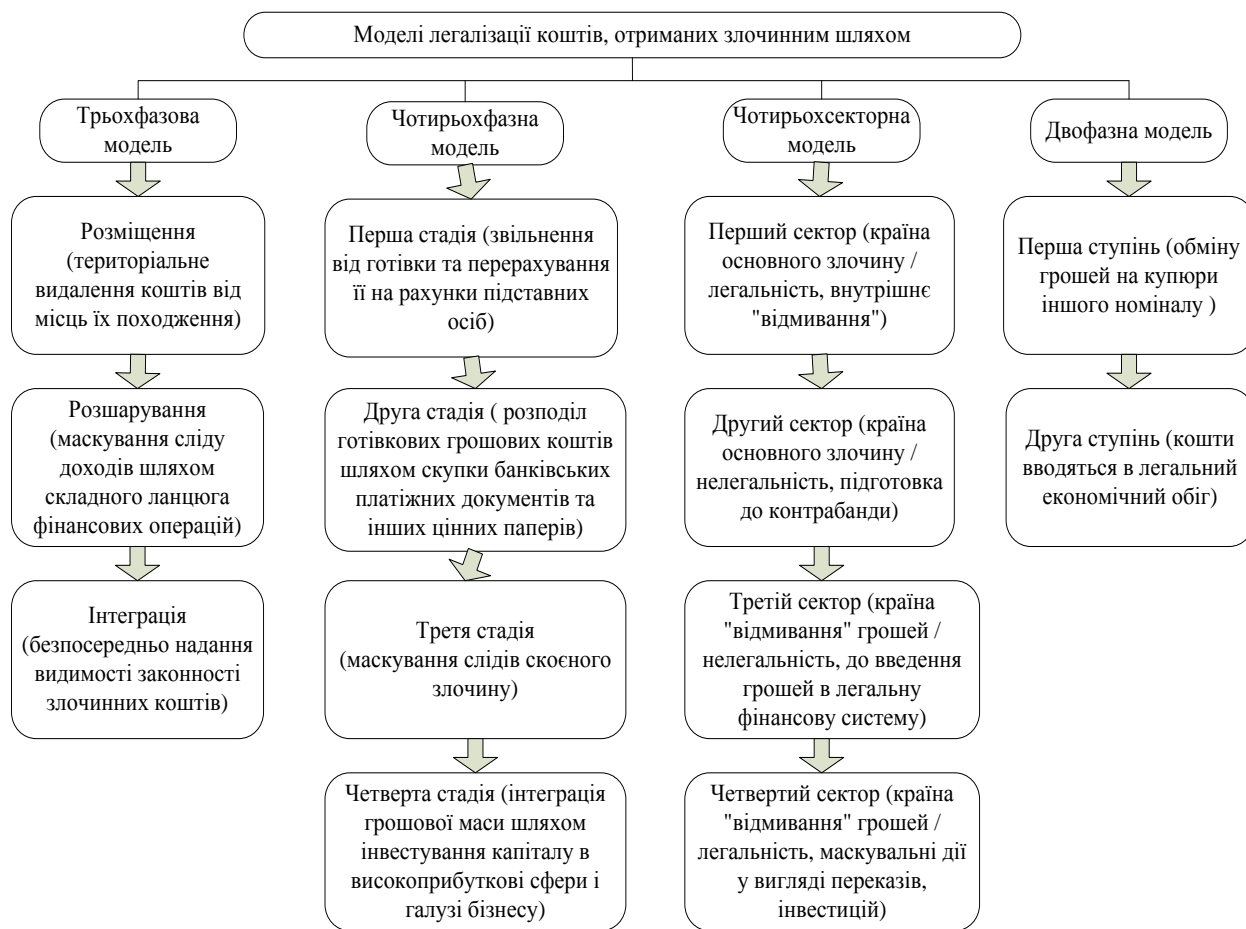 Моделі легалізації коштів, отриманих злочинним шляхом
Трьохфазова
модель
Розміщення
(територіальне
видалення коштів від
місць їх походження)
Розшарування
(маскування сліду
доходів шляхом
складного ланцюга
фінансових операцій)
Інтеграція
(безпосередньо надання
видимості законності
злочинних коштів)
Чотирьохфазна
модель
Перша стадія (звільнення
від готівки та перерахування
її на рахунки підставних
осіб)
Друга стадія ( розподіл
готівкових грошових коштів
шляхом скупки банківських
платіжних документів та
інших цінних паперів)
Третя стадія
(маскування слідів скоєного
злочину)
Четверта стадія (інтеграція
грошової маси шляхом
інвестування капіталу в
високоприбуткові сфери і
галузі бізнесу)
Чотирьохсекторна
модель
Перший сектор (країна
основного злочину /
легальність, внутрішнє
"відмивання")
Другий сектор (країна
основного злочину /
нелегальність, підготовка
до контрабанди)
Третій сектор (країна
"відмивання" грошей /
нелегальність, до введення
грошей в легальну
фінансову систему)
Четвертий сектор (країна
"відмивання" грошей /
легальність, маскувальні дії
у вигляді переказів,
інвестицій)
Двофазна модель
Перша ступінь (обміну
грошей на купюри
іншого номіналу )
Друга ступінь (кошти
вводяться в легальний
економічний обіг)